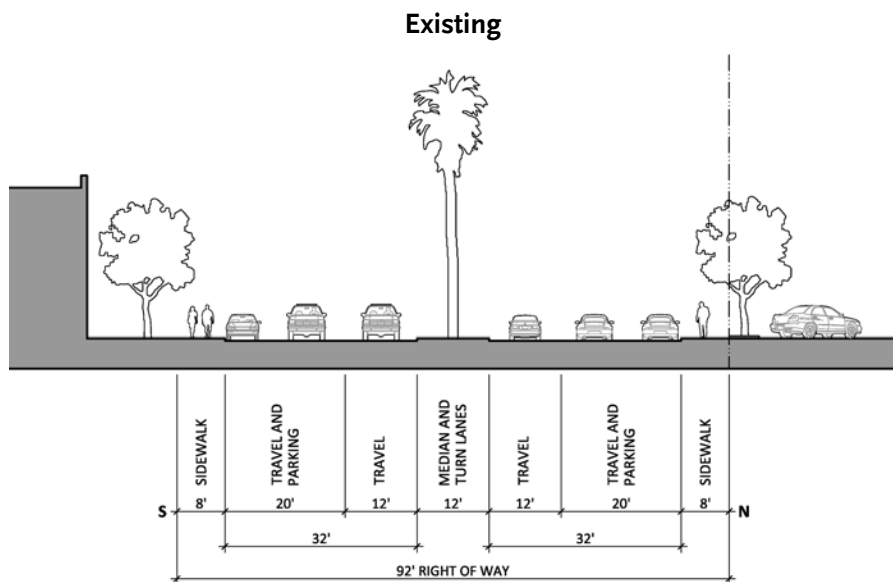 Existing
SIDEWALK
TRAVEL AND
PARKING
TRAVEL
MEDIAN AND
TURN LANES
TRAVEL
TRAVEL AND
PARKING
SIDEWALK
S 8' 20' 12' 12' 12' 20' 8' N
32' 32'
92' RIGHT OF WAY